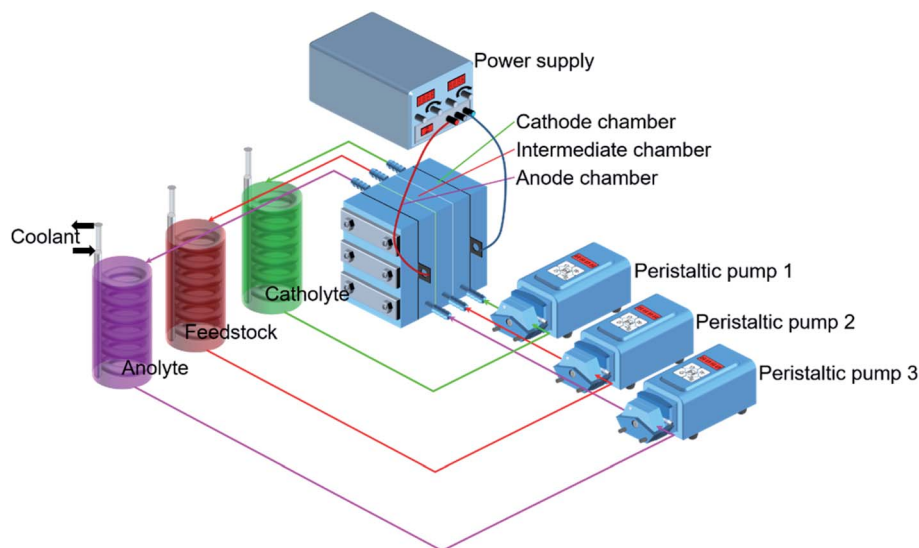 Power supply
Cathode chamber
Intermediate chamber
Anode chamber
Coolant
Catholyte
Feedstock
Anolyte
Peristaltic pump 1
Peristaltic pump 2
Peristaltic pump 3